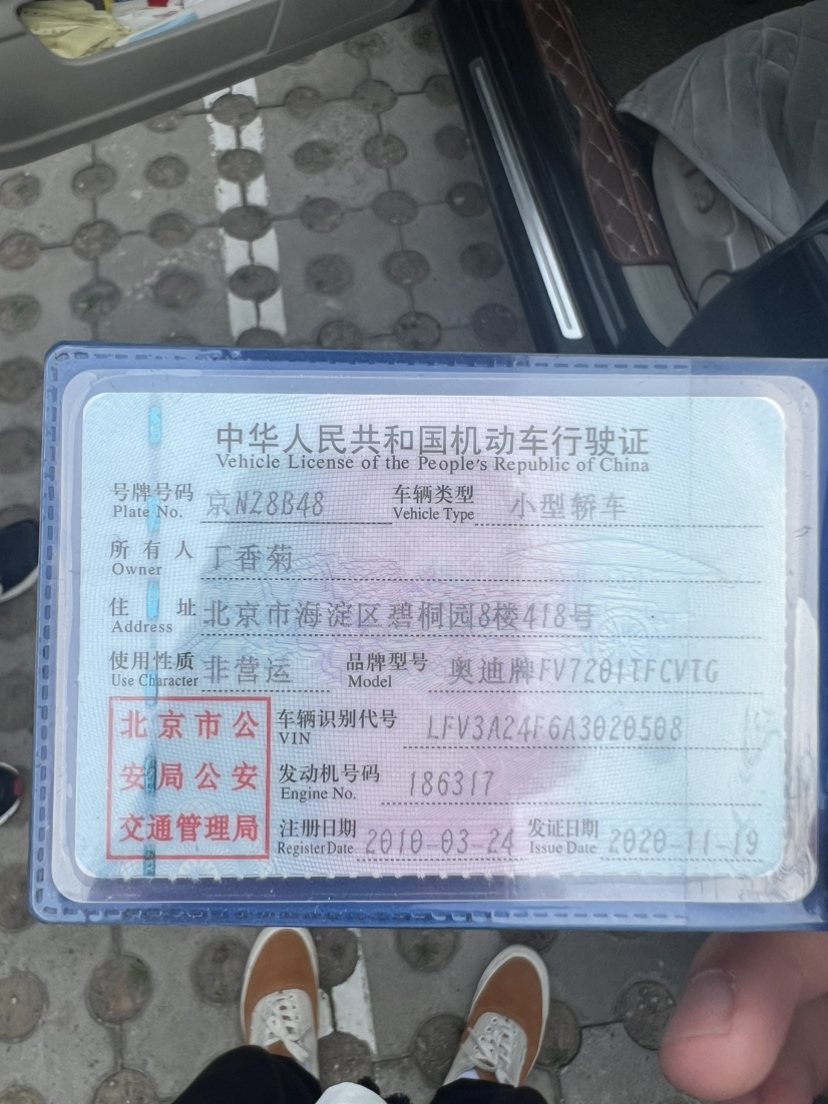 中华人民共和国机动车行驶证
Vehicle License of the People's Republic of China
号牌号码 京NZ8B48 车辆类型 小型轿车
Plate No. Vehicle Type
所有人 丁香菊
Owner
住址 北京市海淀区碧桐园8楼418号
Address
使用性质 非营运 品牌型号 奥迪牌FV7201TFCVTG
Use Character Model
北京市公
安局公安
交通管理局
车辆识别代号 LFV3A24F6A3020508
VIN
发动机号码 186317
Engine No.
注册日期 2010-03-24 发证日期 2020-11-19
Register Date Issue Date